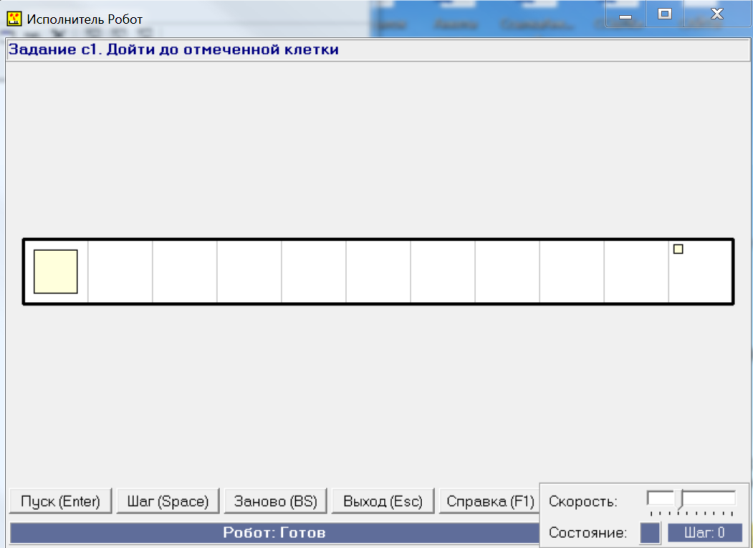 Исполнитель Робот
Задание c1. Дойти до отмеченной клетки
Пуск (Enter) Шаг (Space) Заново (BS) Выход (Esc) Справка (F1) Скорость:
Робот: Готов Состояние: Шаг: 0